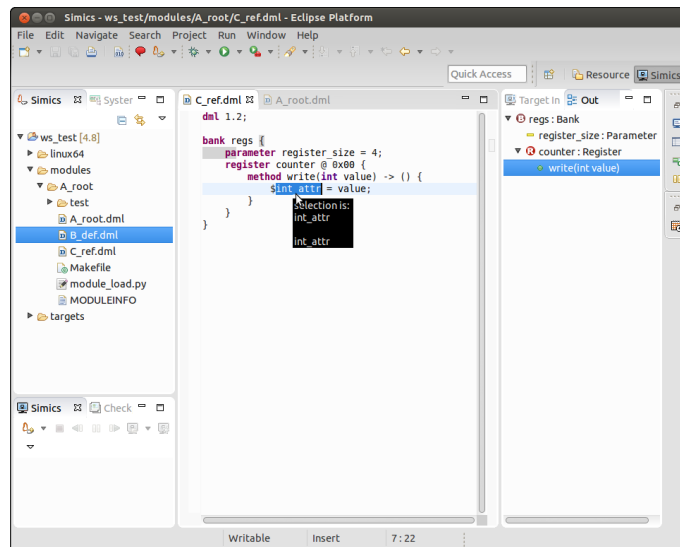 Simics - ws_test/modules/A_root/C_ref.dml - Eclipse Platform
File Edit Navigate Search Project Run Window Help
Quick Access Resource Simics
Simics Syster
ws_test [4.8]
linux64
modules
A_root
test
A_root.dml
B_def.dml
C_ref.dml
Makefile
module_load.py
MODULEINFO
targets
Simics Check
C_ref.dml A_root.dml
dml 1.2;
bank regs {
parameter register_size = 4;
register counter @ 0x00 {
method write(int value) -> () {
$int_attr = value;
}
}
}
selection is:
int_attr
int_attr
Target In Out
regs : Bank
register_size : Parameter
counter : Register
write(int value)
Writable Insert 7 : 22